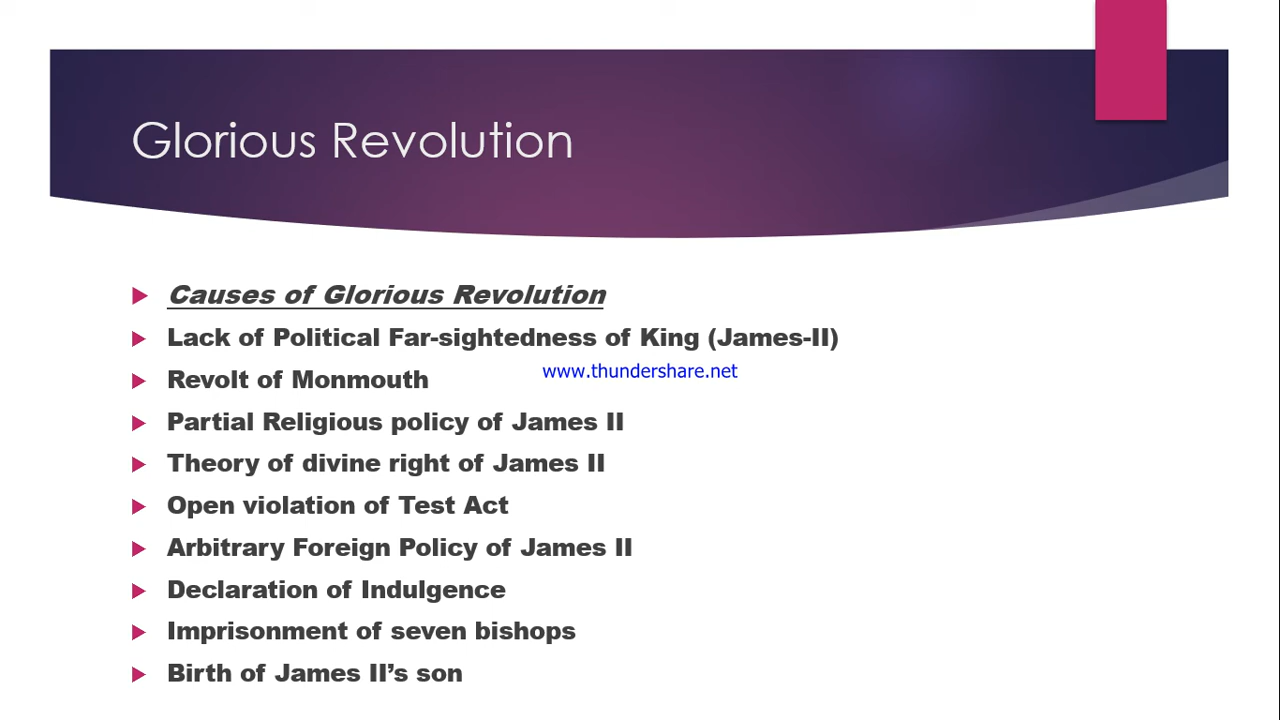 Glorious Revolution
Causes of Glorious Revolution
Lack of Political Far-sightedness of King (James-II)
www.thundershare.net
Revolt of Monmouth
Partial Religious policy of James II
Theory of divine right of James II
Open violation of Test Act
Arbitrary Foreign Policy of James II
Declaration of Indulgence
Imprisonment of seven bishops
Birth of James II’s son